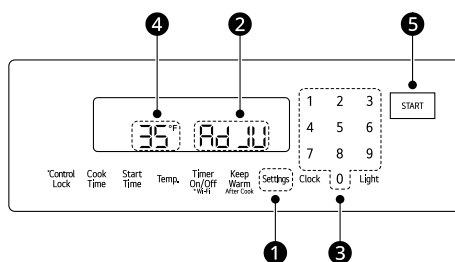 4 2 5
35°F Ad JU
1 2 3
4 5 6
7 8 9
0
START
*Control Lock
Cook Time
Start Time
Temp.
Timer On/Off
*Wi-Fi
Keep Warm
After Cook
Settings
Clock
Light
1 3